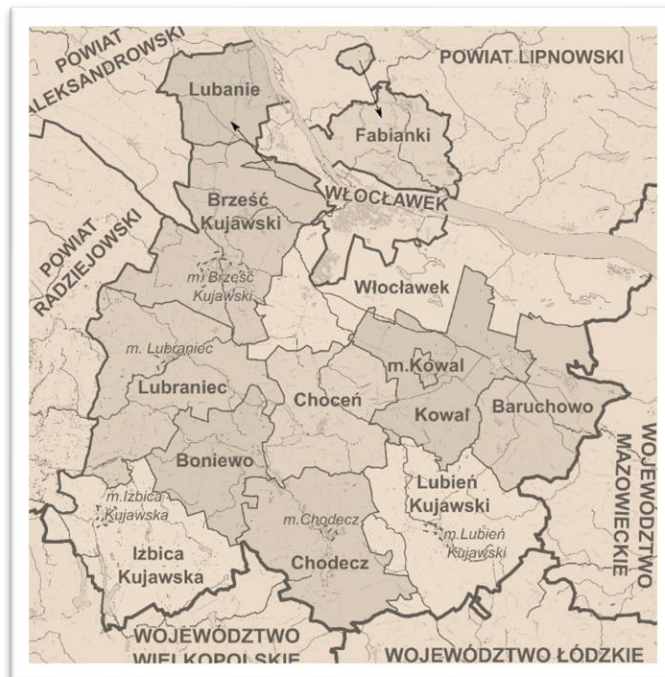 POWIAT
ALEKSANDROWSKI
POWIAT LIPNOWSKI
Lubanie
Fabianki
WŁOCŁAWEK
Brześć
Kujawski
POWIAT
RADZIEJOWSKI
m. Brześć
Kujawski
Włocławek
m. Lubraniec
Lubraniec
m.Kowal
Choceń
Kowal
Baruchowo
WOJEWÓDZTWO
MAZOWIECKIE
Boniewo
Lubień
Kujawski
m.Izbica
Kujawska
m.Chodecz
m.Lubień
Kujawski
Izbica
Kujawska
Chodecz
WOJEWÓDZTWO
WIELKOPOLSKIE
WOJEWÓDZTWO ŁÓDZKIE